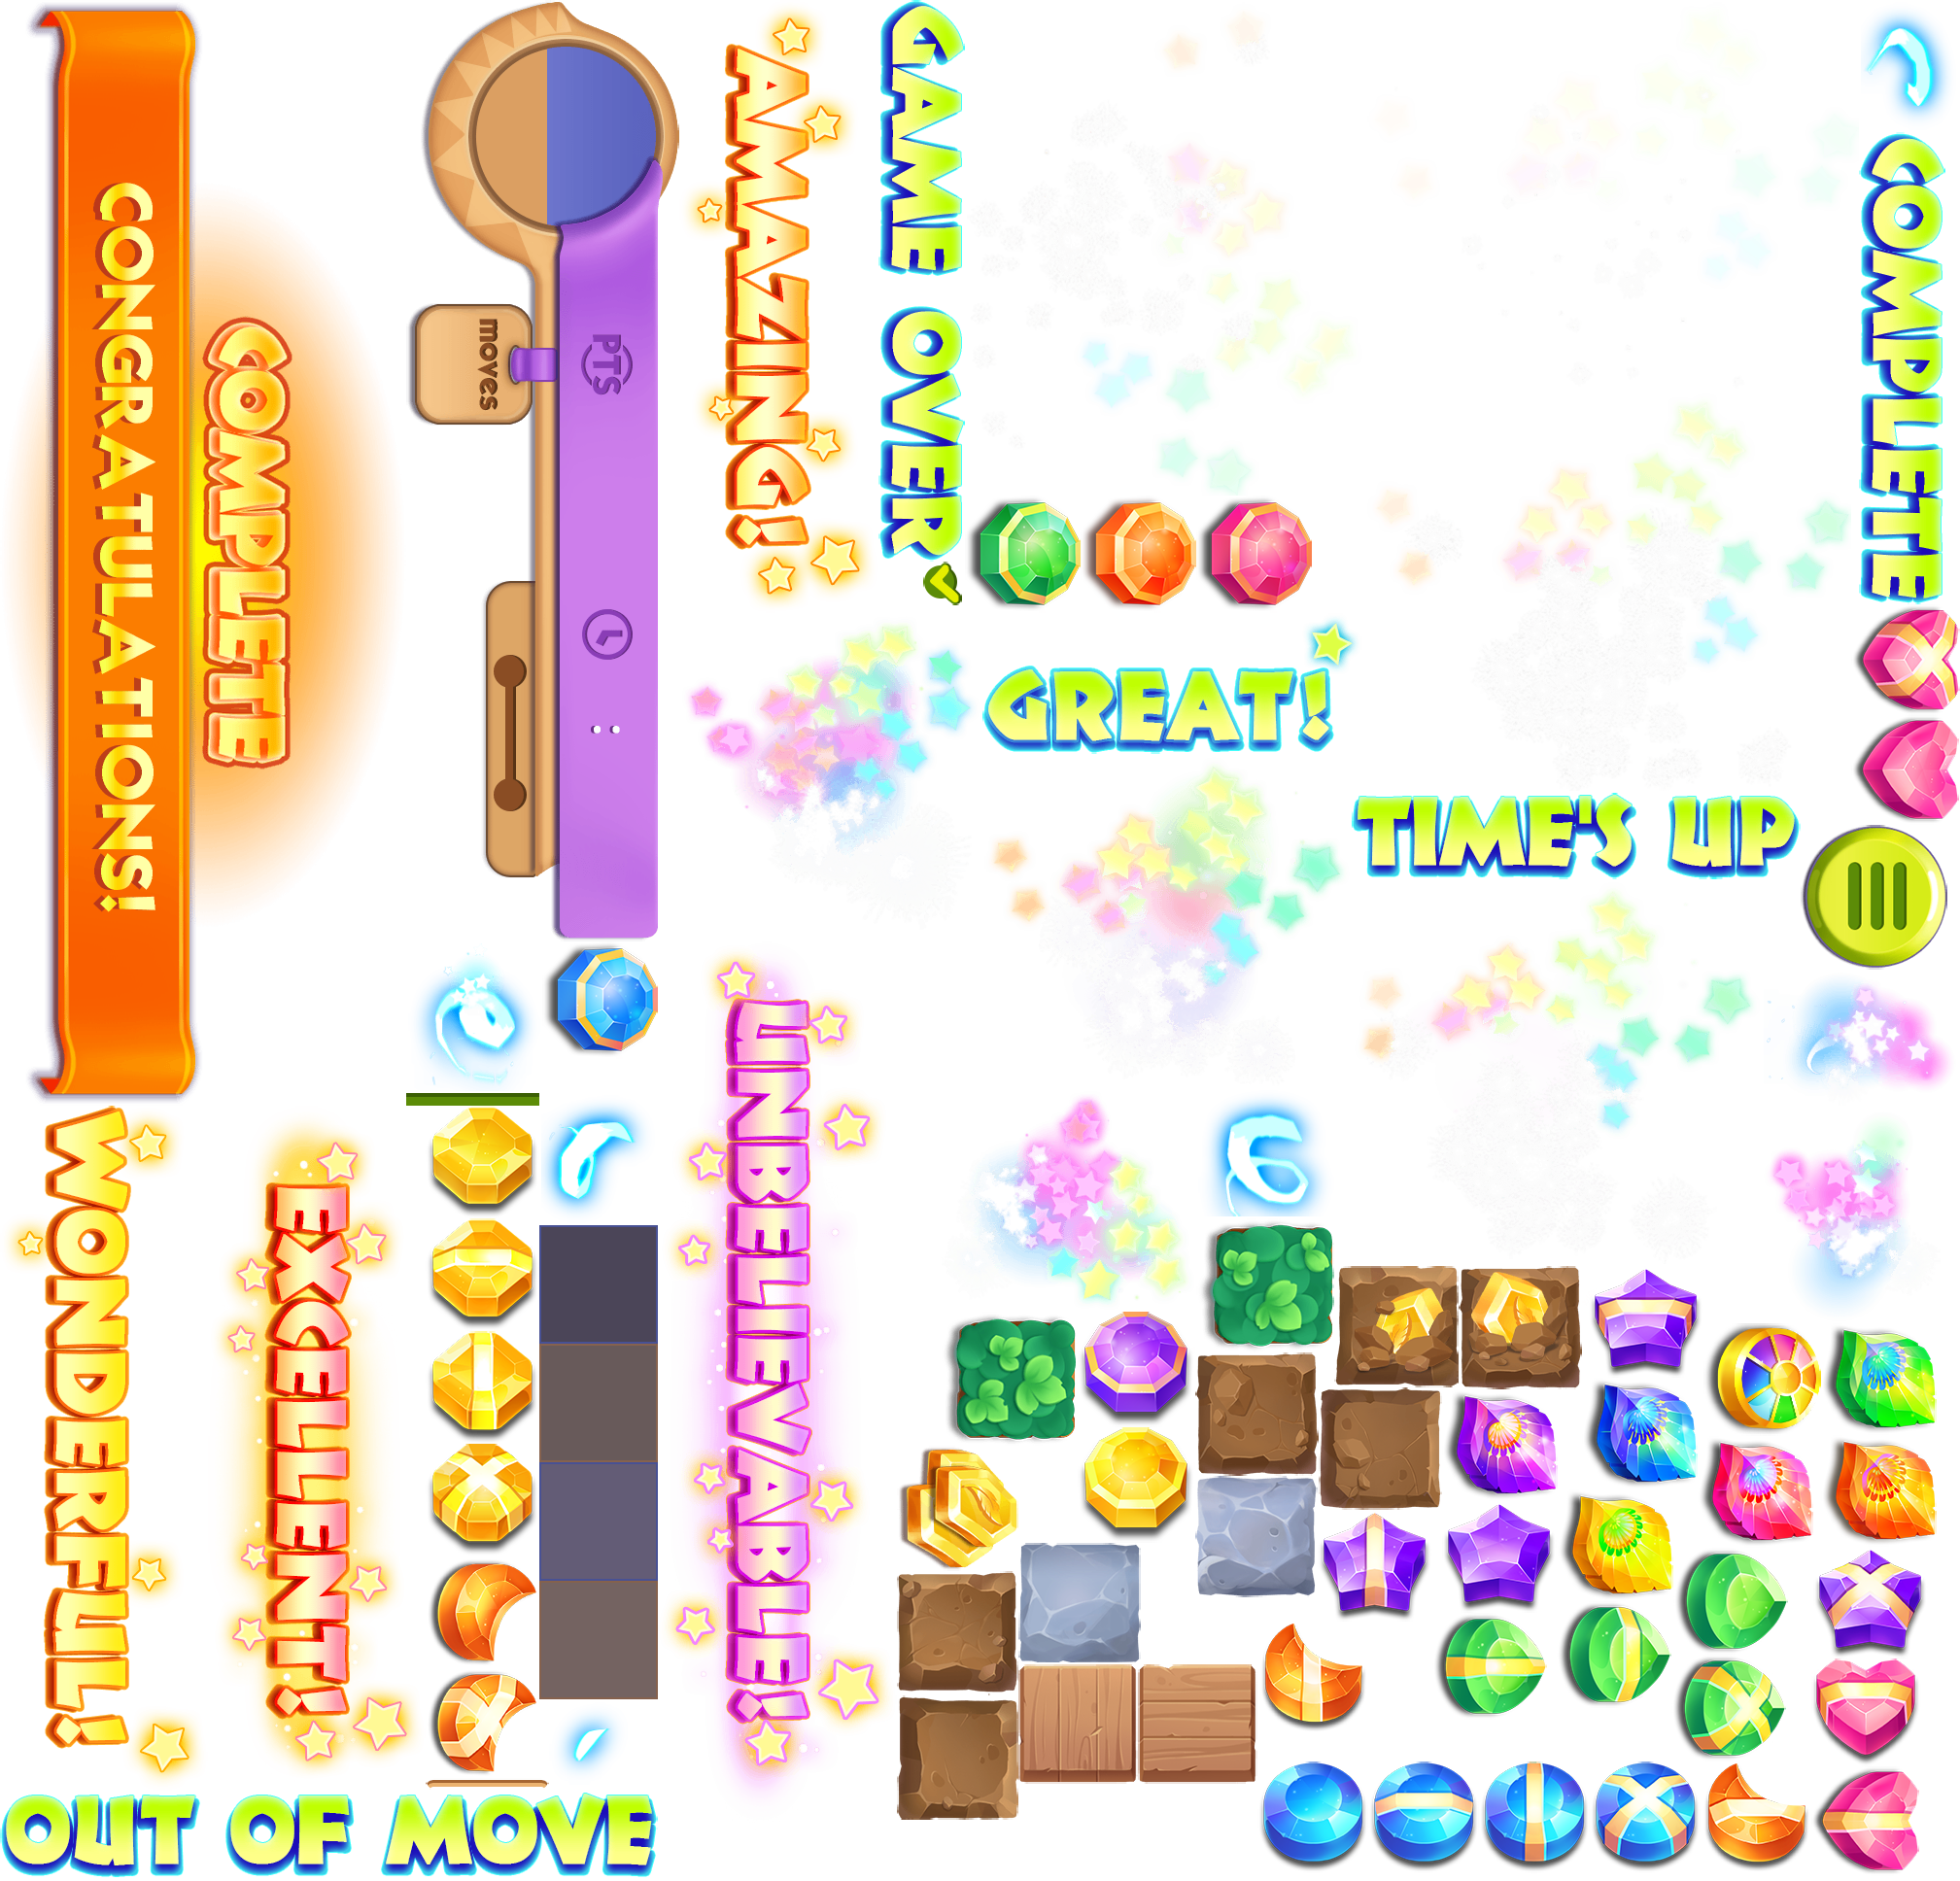 CONGRATULATIONS!
COMPLETE
moves
PTS
AMAZING!
GAME OVER
COMPLETE
GREAT!
TIME'S UP
WONDERFUL!
EXCELLENT!
UNBELIEVABLE!
OUT OF MOVE